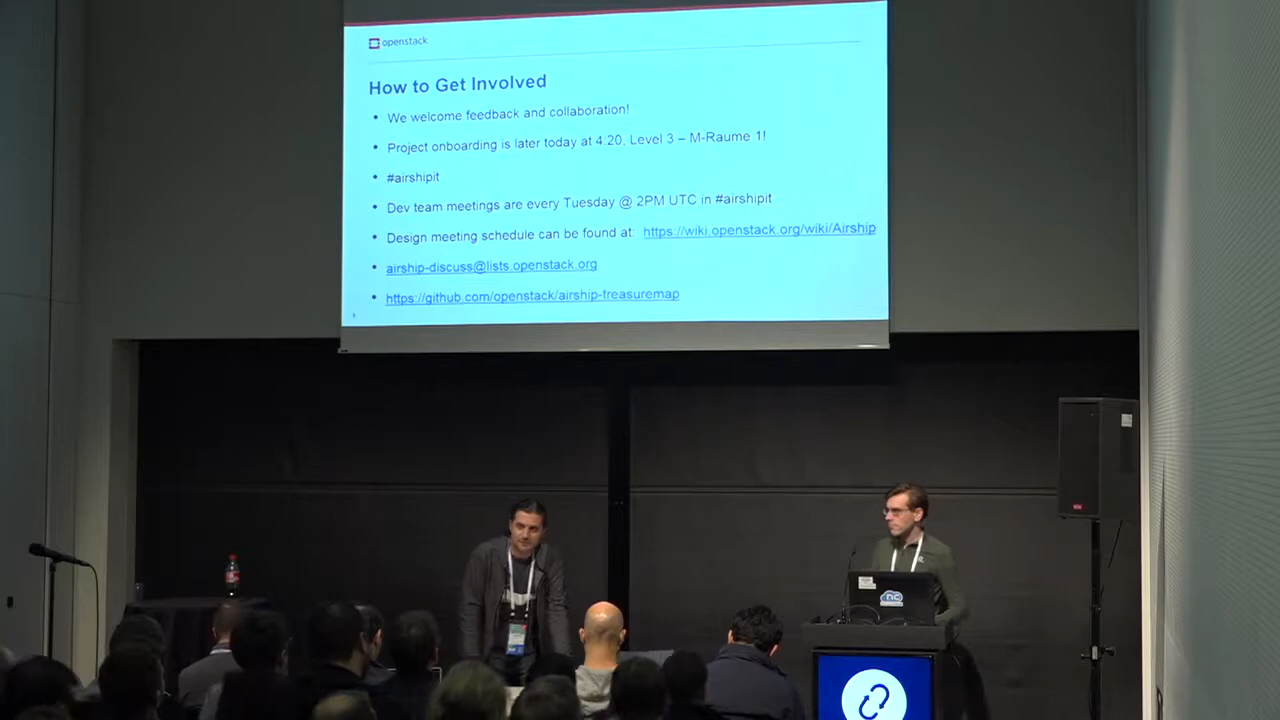 openstack
How to Get Involved
• We welcome feedback and collaboration!
• Project onboarding is later today at 4:20, Level 3 – M-Raume 1!
• #airshipit
• Dev team meetings are every Tuesday @ 2PM UTC in #airshipit
• Design meeting schedule can be found at: https://wiki.openstack.org/wiki/Airship
• airship-discuss@lists.openstack.org
• https://github.com/openstack/airship-treasuremap
nc